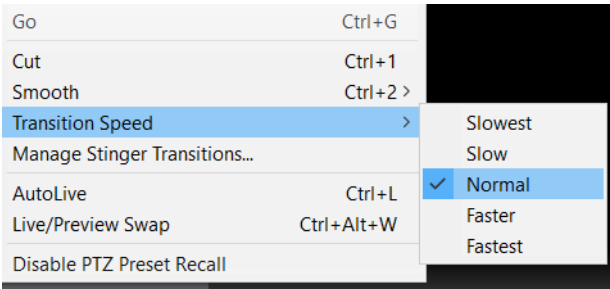 Go Ctrl+G
Cut Ctrl+1
Smooth Ctrl+2 >
Transition Speed >
Slowest
Manage Stinger Transitions...
Slow
Normal
AutoLive Ctrl+L
Faster
Live/Preview Swap Ctrl+Alt+W
Fastest
Disable PTZ Preset Recall